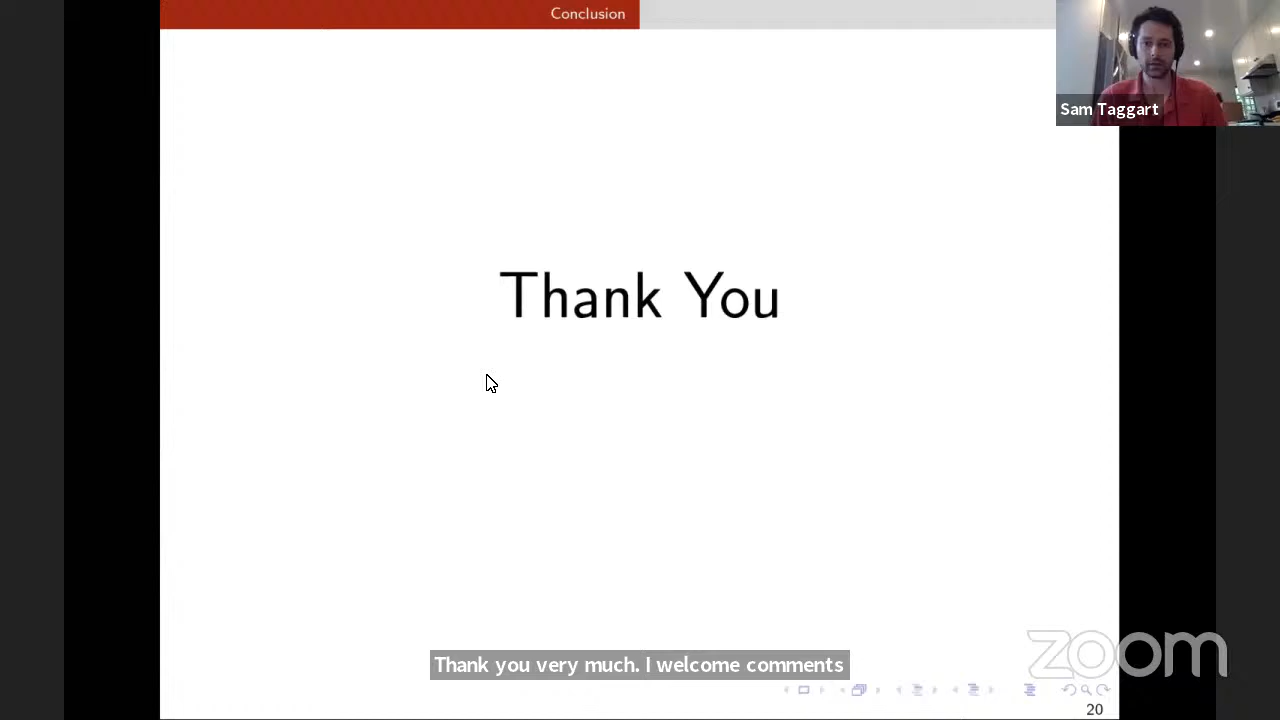 Conclusion
Sam Taggart
Thank You
Thank you very much. I welcome comments
zoom
20